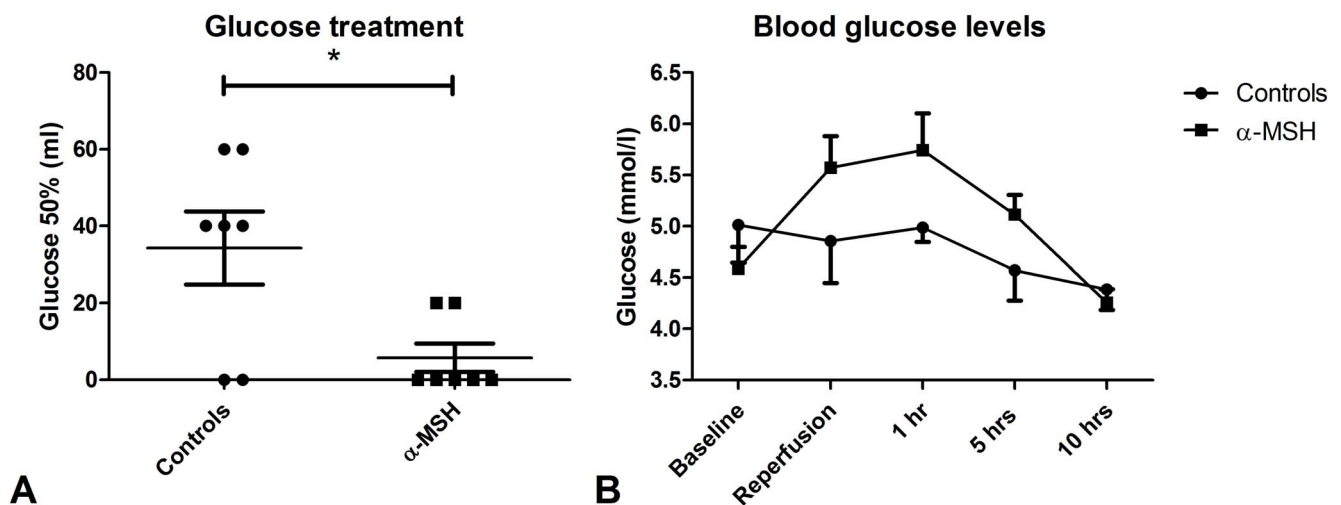 Glucose treatment
*
Glucose 50% (ml)
80
60
40
20
0
Controls
α-MSH
A
Blood glucose levels
Glucose (mmol/l)
6.5
6.0
5.5
5.0
4.5
4.0
3.5
Baseline
Reperfusion
1 hr
5 hrs
10 hrs
Controls
α-MSH
B